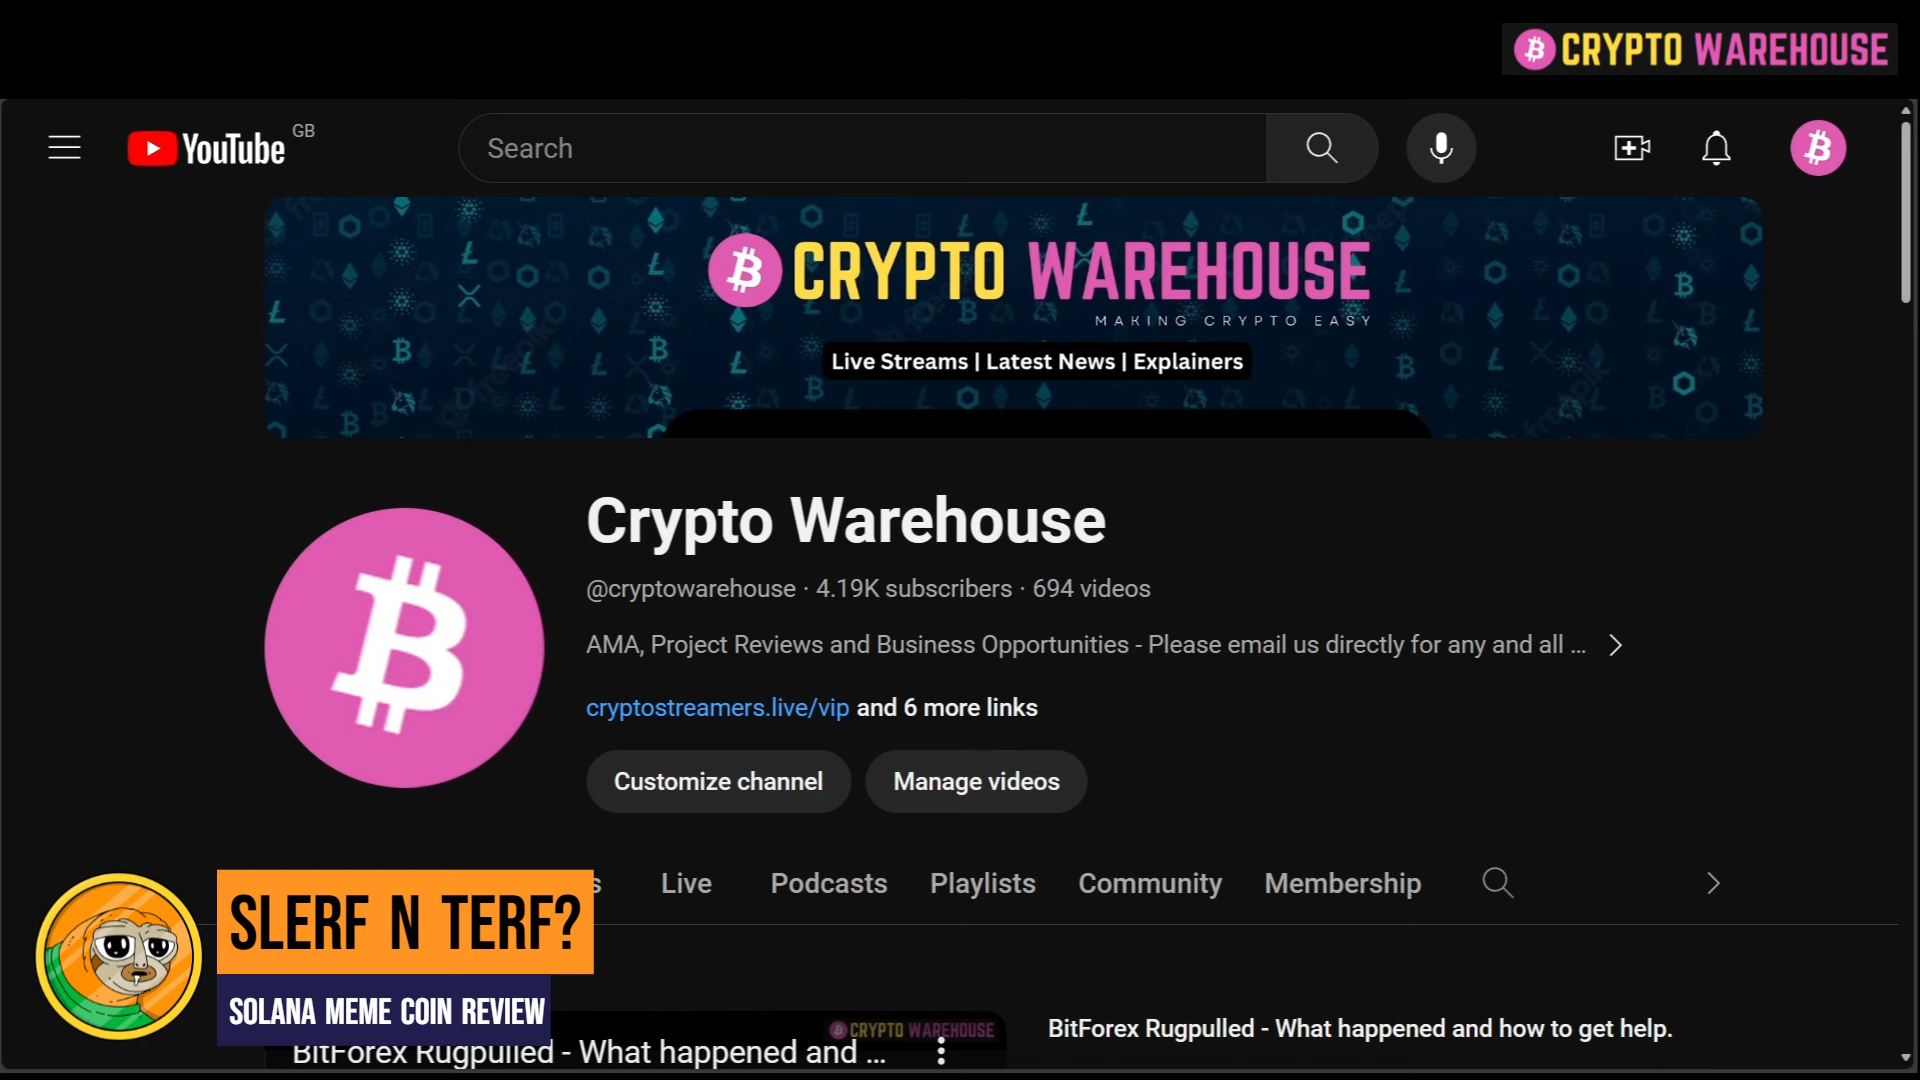 CRYPTO WAREHOUSE
YouTube GB
Search
CRYPTO WAREHOUSE
MAKING CRYPTO EASY
Live Streams | Latest News | Explainers
Crypto Warehouse
@cryptowarehouse · 4.19K subscribers · 694 videos
AMA, Project Reviews and Business Opportunities - Please email us directly for any and all ...
cryptostreamers.live/vip and 6 more links
Customize channel Manage videos
s Live Podcasts Playlists Community Membership
SLERF N TERF?
SOLANA MEME COIN REVIEW
CRYPTO WAREHOUSE
BitForex Rugpulled - What happened and ...
BitForex Rugpulled - What happened and how to get help.